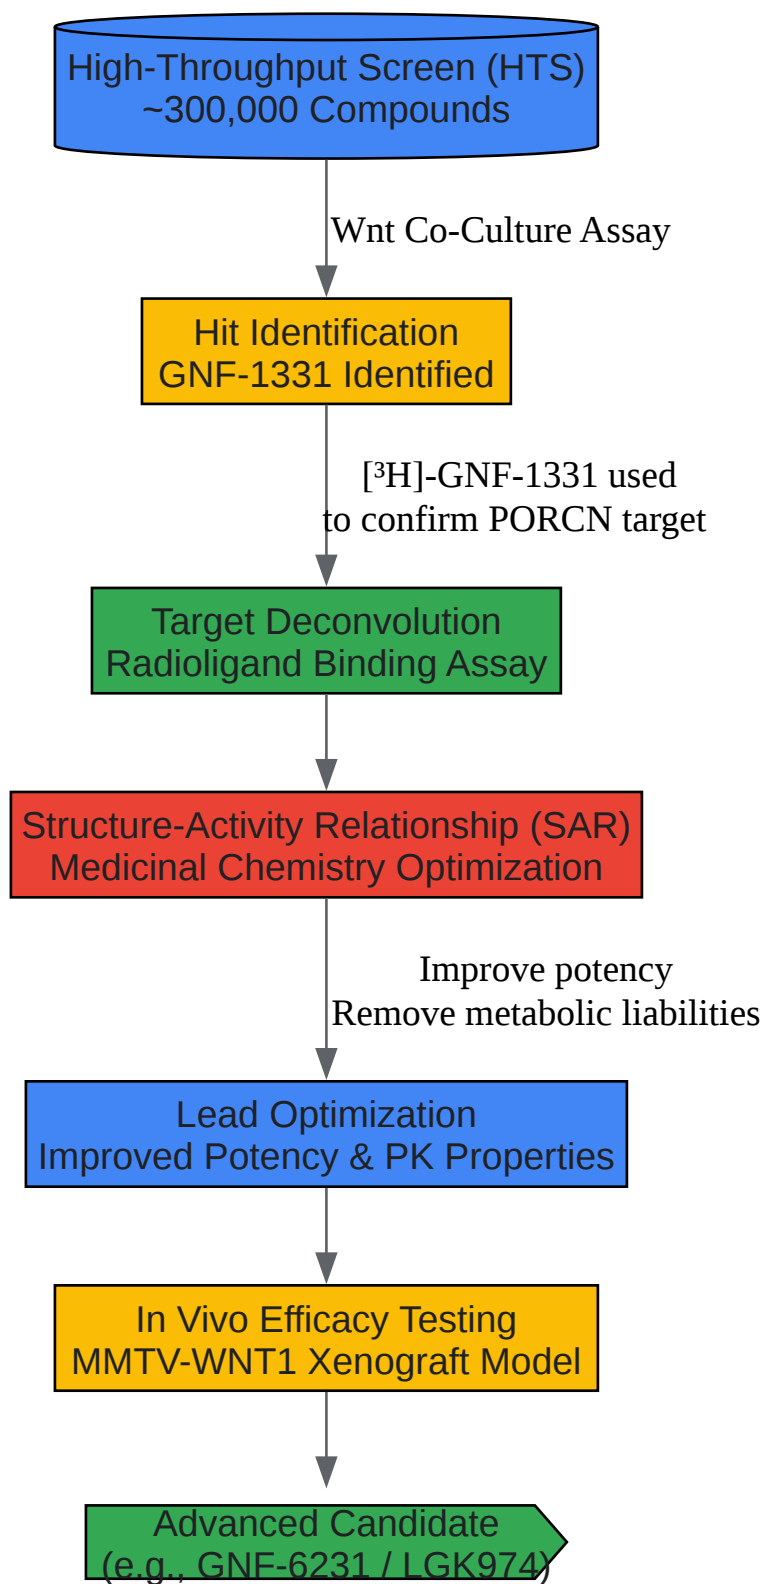 High-Throughput Screen (HTS)
~300,000 Compounds
Wnt Co-Culture Assay
Hit Identification
GNF-1331 Identified
[³H]-GNF-1331 used
to confirm PORCN target
Target Deconvolution
Radioligand Binding Assay
Structure-Activity Relationship (SAR)
Medicinal Chemistry Optimization
Improve potency
Remove metabolic liabilities
Lead Optimization
Improved Potency & PK Properties
In Vivo Efficacy Testing
MMTV-WNT1 Xenograft Model
Advanced Candidate
(e.g., GNF-6231 / LGK974)